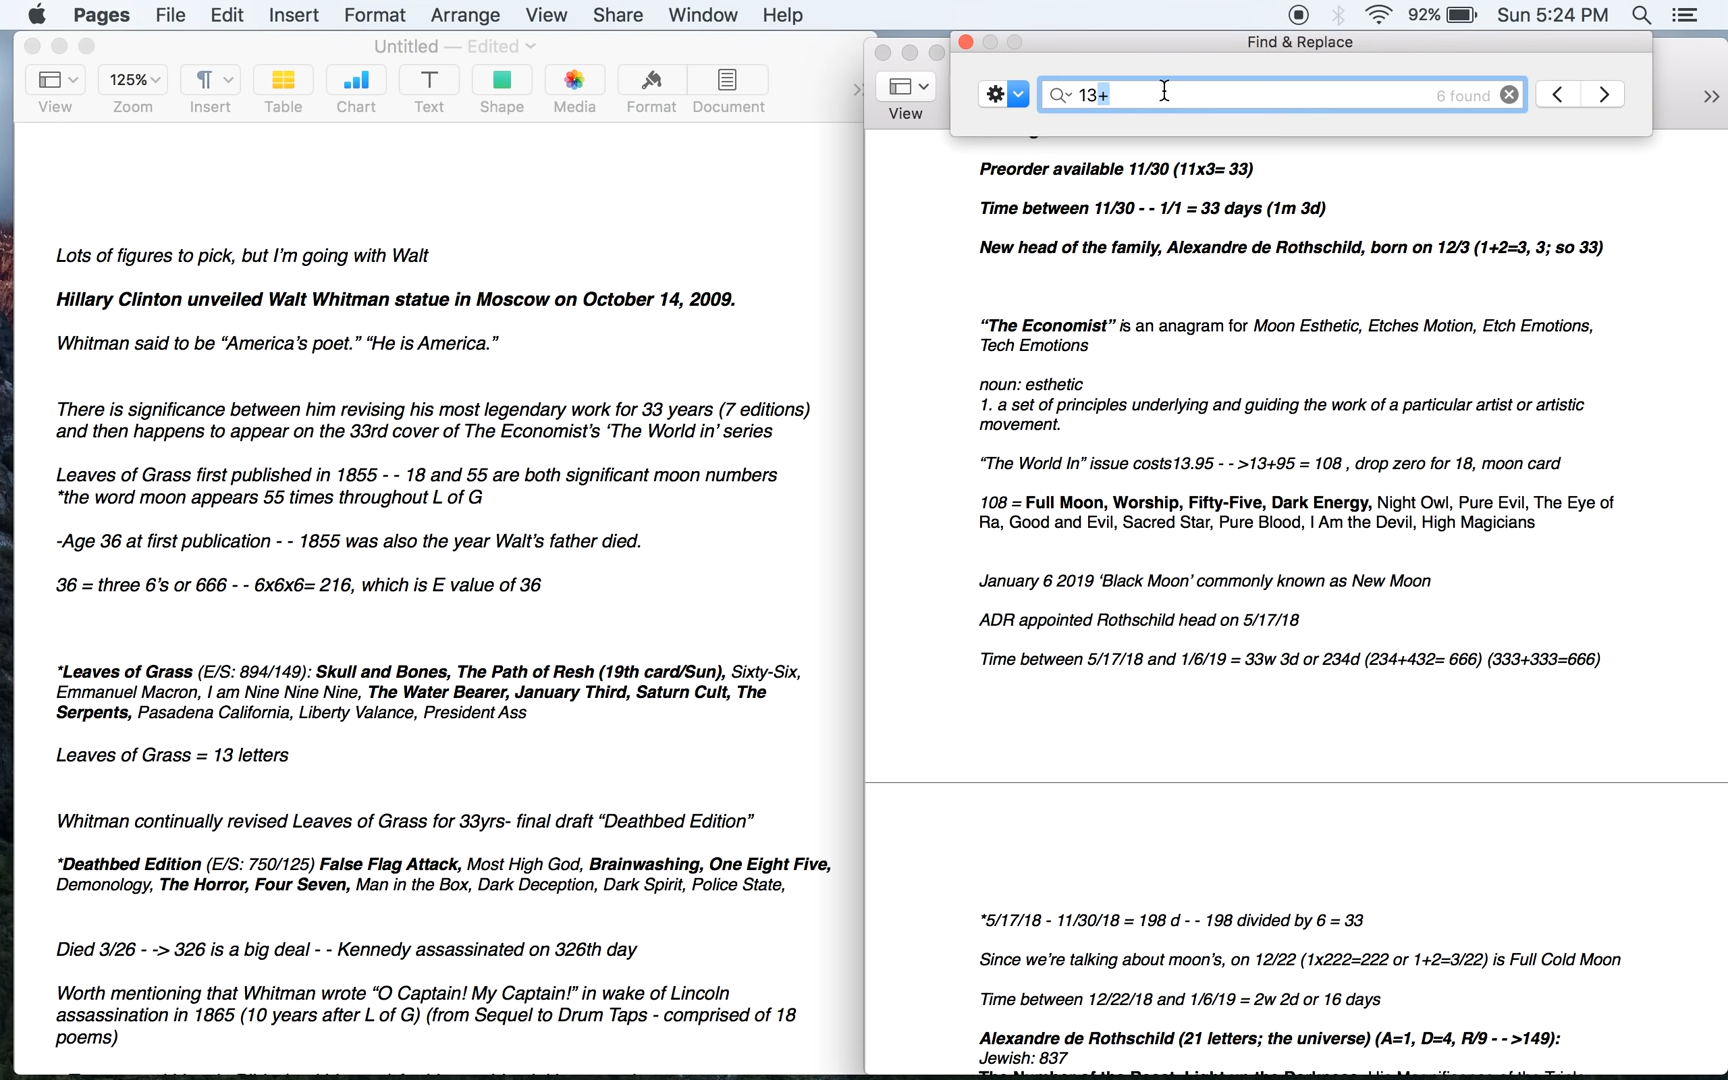 Pages File Edit Insert Format Arrange View Share Window Help 92% Sun 5:24 PM
Untitled — Edited
125%
View Zoom Insert Table Chart Text Shape Media Format Document
Lots of figures to pick, but I’m going with Walt
Hillary Clinton unveiled Walt Whitman statue in Moscow on October 14, 2009.
Whitman said to be “America’s poet.” “He is America.”
There is significance between him revising his most legendary work for 33 years (7 editions)
and then happens to appear on the 33rd cover of The Economist’s ‘The World in’ series
Leaves of Grass first published in 1855 - - 18 and 55 are both significant moon numbers
*the word moon appears 55 times throughout L of G
-Age 36 at first publication - - 1855 was also the year Walt’s father died.
36 = three 6’s or 666 - - 6x6x6= 216, which is E value of 36
*Leaves of Grass (E/S: 894/149): Skull and Bones, The Path of Resh (19th card/Sun), Sixty-Six,
Emmanuel Macron, I am Nine Nine Nine, The Water Bearer, January Third, Saturn Cult, The
Serpents, Pasadena California, Liberty Valance, President Ass
Leaves of Grass = 13 letters
Whitman continually revised Leaves of Grass for 33yrs- final draft “Deathbed Edition”
*Deathbed Edition (E/S: 750/125) False Flag Attack, Most High God, Brainwashing, One Eight Five,
Demonology, The Horror, Four Seven, Man in the Box, Dark Deception, Dark Spirit, Police State,
Died 3/26 - -> 326 is a big deal - - Kennedy assassinated on 326th day
Worth mentioning that Whitman wrote “O Captain! My Captain!” in wake of Lincoln
assassination in 1865 (10 years after L of G) (from Sequel to Drum Taps - comprised of 18
poems)
Find & Replace
13+ 6 found
View
Preorder available 11/30 (11x3= 33)
Time between 11/30 - - 1/1 = 33 days (1m 3d)
New head of the family, Alexandre de Rothschild, born on 12/3 (1+2=3, 3; so 33)
“The Economist” is an anagram for Moon Esthetic, Etches Motion, Etch Emotions,
Tech Emotions
noun: esthetic
1. a set of principles underlying and guiding the work of a particular artist or artistic
movement.
“The World In” issue costs13.95 - - >13+95 = 108 , drop zero for 18, moon card
108 = Full Moon, Worship, Fifty-Five, Dark Energy, Night Owl, Pure Evil, The Eye of
Ra, Good and Evil, Sacred Star, Pure Blood, I Am the Devil, High Magicians
January 6 2019 ‘Black Moon’ commonly known as New Moon
ADR appointed Rothschild head on 5/17/18
Time between 5/17/18 and 1/6/19 = 33w 3d or 234d (234+432= 666) (333+333=666)
*5/17/18 - 11/30/18 = 198 d - - 198 divided by 6 = 33
Since we’re talking about moon’s, on 12/22 (1x222=222 or 1+2=3/22) is Full Cold Moon
Time between 12/22/18 and 1/6/19 = 2w 2d or 16 days
Alexandre de Rothschild (21 letters; the universe) (A=1, D=4, R/9 - - >149):
Jewish: 837